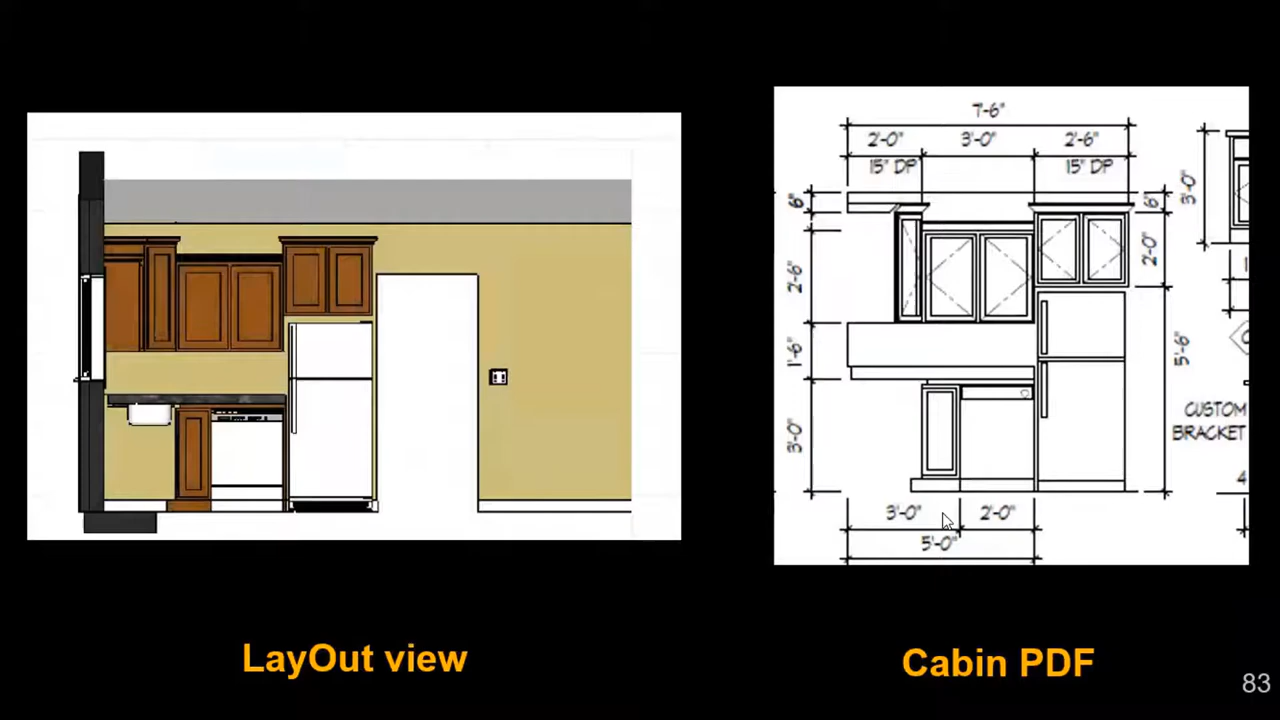 7'-6"
2'-0" 3'-0" 2'-6"
15" DP 15" DP
6" 6" 3'-0"
2'-0"
2'-6"
1'-6" 5'-6"
CUSTOM
BRACKET
3'-0"
4
3'-0" 2'-0"
5'-0"
LayOut view Cabin PDF
83